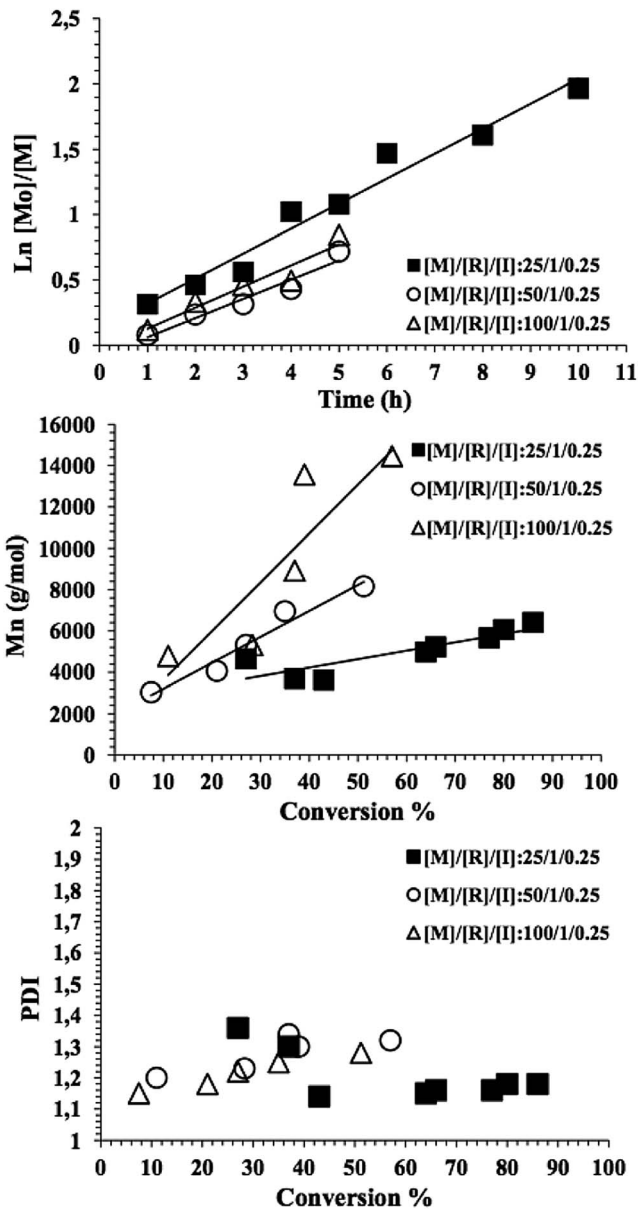 2,5
2
1,5
1
0,5
0
Ln [Mo]/[M]
■[M]/[R]/[I]:25/1/0.25
○[M]/[R]/[I]:50/1/0.25
△[M]/[R]/[I]:100/1/0.25
0 1 2 3 4 5 6 7 8 9 10 11
Time (h)
16000
14000
12000
10000
8000
6000
4000
2000
0
Mn (g/mol)
■[M]/[R]/[I]:25/1/0.25
○[M]/[R]/[I]:50/1/0.25
△[M]/[R]/[I]:100/1/0.25
0 10 20 30 40 50 60 70 80 90 100
Conversion %
2
1,9
1,8
1,7
1,6
1,5
1,4
1,3
1,2
1,1
1
PDI
■[M]/[R]/[I]:25/1/0.25
○[M]/[R]/[I]:50/1/0.25
△[M]/[R]/[I]:100/1/0.25
0 10 20 30 40 50 60 70 80 90 100
Conversion %